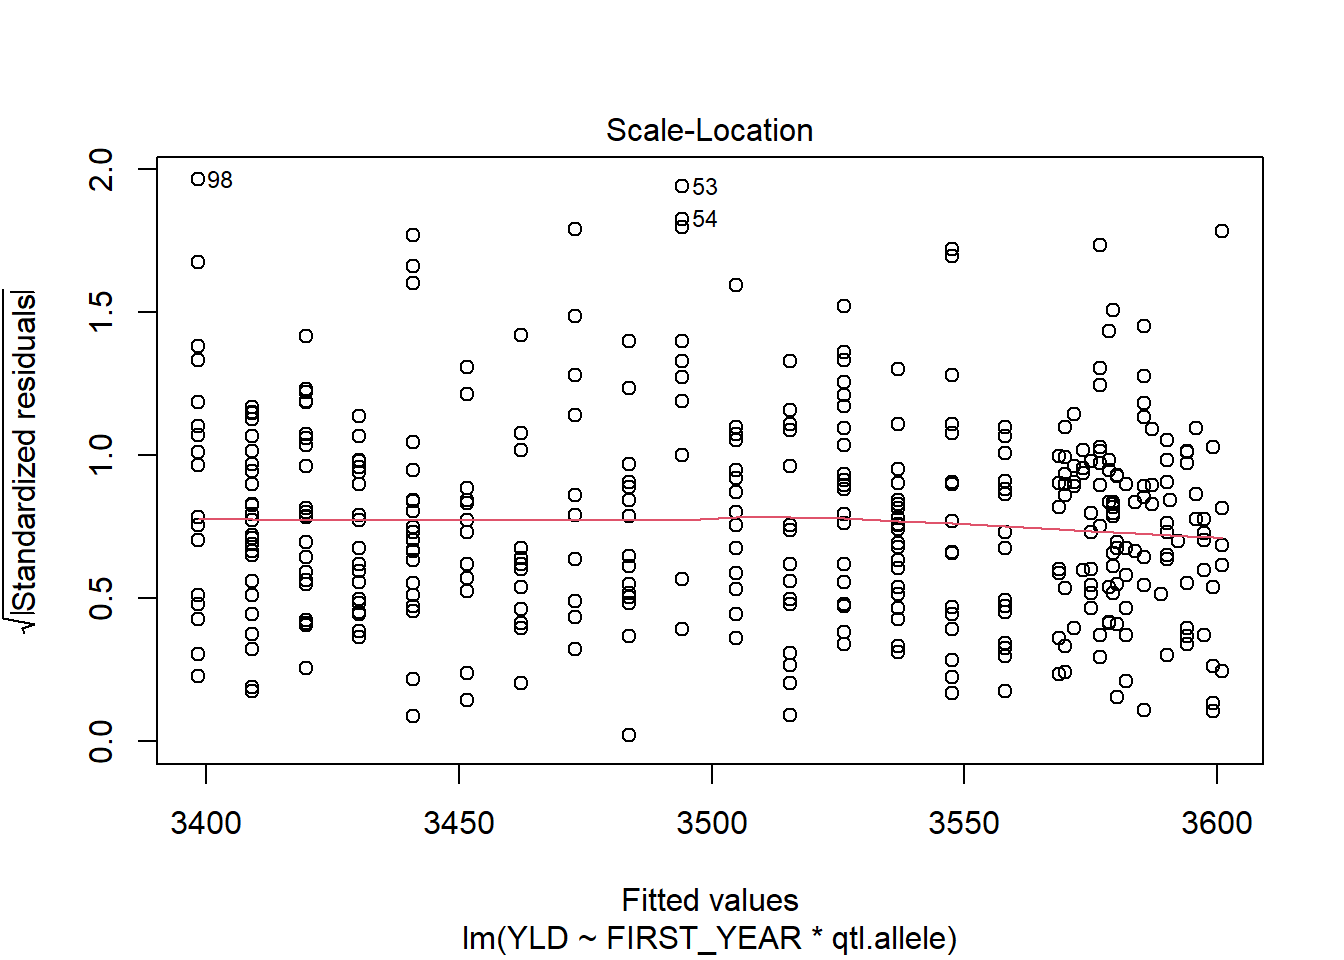 Scale-Location
√|Standardized residuals|
2.0
1.5
1.0
0.5
0.0
98
53
54
3400 3450 3500 3550 3600
Fitted values
lm(YLD ~ FIRST_YEAR * qtl.allele)